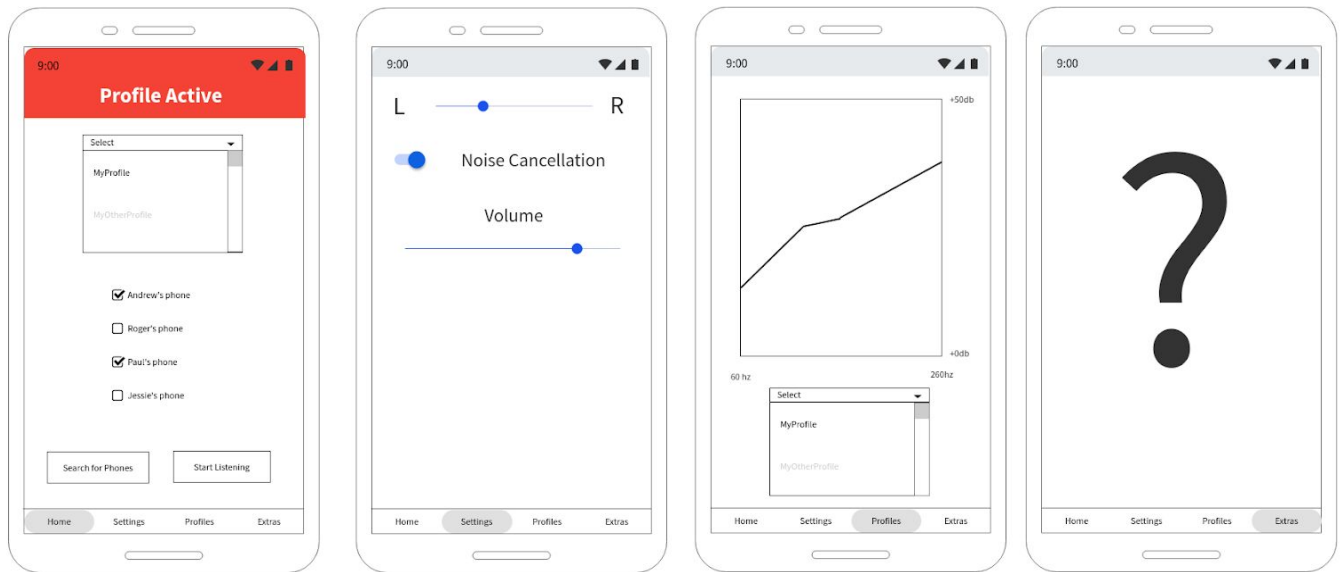 9:00
Profile Active
Select
MyProfile
MyOtherProfile
Andrew's phone
Roger's phone
Paul's phone
Jessie's phone
Search for Phones
Start Listening
Home Settings Profiles Extras
9:00
L R
Noise Cancellation
Volume
Home Settings Profiles Extras
9:00
+50db
+0db
60 hz 260hz
Select
MyProfile
MyOtherProfile
Home Settings Profiles Extras
9:00
?
Home Settings Profiles Extras